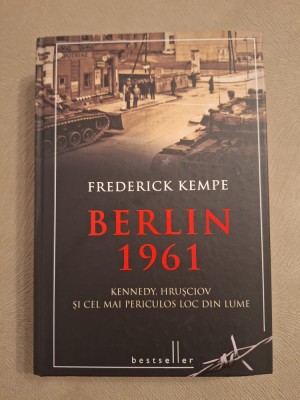 FREDERICK KEMPE
BERLIN
1961
KENNEDY, HRUȘCIOV
ȘI CEL MAI PERICULOS LOC DIN LUME
bestseller